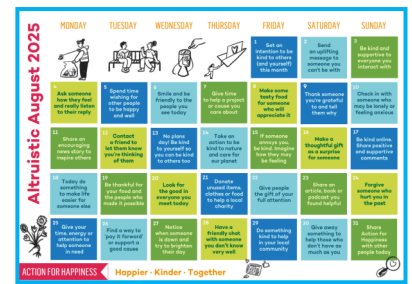 Altruistic August 2025
MONDAY TUESDAY WEDNESDAY THURSDAY FRIDAY SATURDAY SUNDAY
1
Set an
intention to be
kind to others
(and yourself)
this month
2
Send
an uplifting
message to
someone you
can't be with
3
Be kind and
supportive to
everyone you
interact with
4
Ask someone
how they feel
and really listen
to their reply
5
Spend time
wishing for
other people
to be happy
and well
6
Smile and be
friendly to the
people you
see today
7
Give time
to help a project
or cause you
care about
8
Make some
tasty food
for someone
who will
appreciate it
9
Thank someone
you're grateful
to and tell
them why
10
Check in with
someone who
may be lonely or
feeling anxious
11
Share an
encouraging
news story to
inspire others
12
Contact
a friend to
let them know
you're thinking
of them
13
No plans
day! Be kind
to yourself so
you can be kind
to others too
14
Take an
action to be
kind to nature
and care for
our planet
15
If someone
annoys you,
be kind. Imagine
how they may
be feeling
16
Make a
thoughtful gift
as a surprise
for someone
17
Be kind online.
Share positive
and supportive
comments
18
Today do
something to
make life easier
for someone else
19
Be thankful for
your food and
the people who
made it possible
20
Look for the
good in everyone
you meet today
21
Donate
unused items,
clothes or food
to help a local
charity
22
Give people
the gift of your
full attention
23
Share an
article, book or
podcast you
found helpful
24
Forgive
someone who
hurt you in
the past
25
Give your
time, energy or
attention to
help someone
in need
26
Find a way to
'pay it forward'
or support a
good cause
27
Notice
when someone
is down and
try to brighten
their day
28
Have a
friendly chat
with someone
you don't know
very well
29
Do something
kind to help
in your local
community
30
Give away
something to
help those who
don't have as
much as you
31
Share
Action for
Happiness
with other
people today
ACTION FOR HAPPINESS
Happier · Kinder · Together